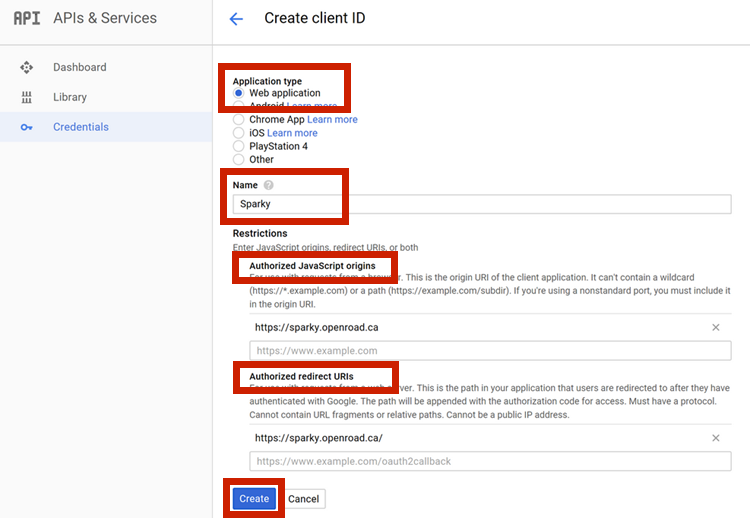 API APIs & Services
Create client ID
Dashboard
Library
Credentials
Application type
Web application
Android Learn more
Chrome App Learn more
iOS Learn more
PlayStation 4
Other
Name ?
Sparky
Restrictions
Enter JavaScript origins, redirect URIs, or both
Authorized JavaScript origins
For use with requests from a browser. This is the origin URI of the client application. It can't contain a wildcard
(https://*.example.com) or a path (https://example.com/subdir). If you're using a nonstandard port, you must include it
in the origin URI.
https://sparky.openroad.ca
https://www.example.com
Authorized redirect URIs
For use with requests from a web server. This is the path in your application that users are redirected to after they have
authenticated with Google. The path will be appended with the authorization code for access. Must have a protocol.
Cannot contain URL fragments or relative paths. Cannot be a public IP address.
https://sparky.openroad.ca/
https://www.example.com/oauth2callback
Create Cancel